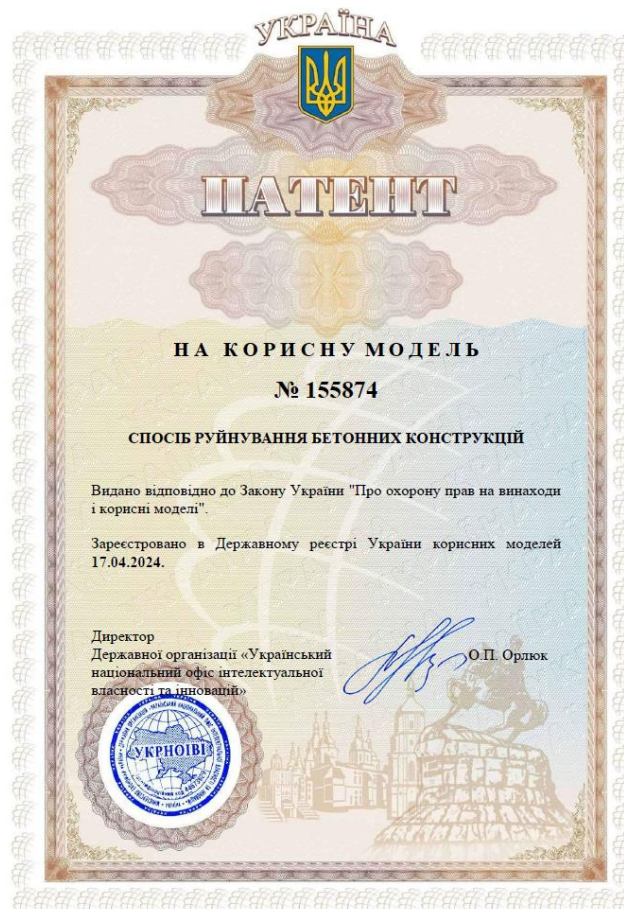 УКРАЇНА
ПАТЕНТ
НА КОРИСНУ МОДЕЛЬ
№ 155874
СПОСІБ РУЙНУВАННЯ БЕТОННИХ КОНСТРУКЦІЙ
Видано відповідно до Закону України "Про охорону прав на винаходи
і корисні моделі".
Зареєстровано в Державному реєстрі України корисних моделей
17.04.2024.
Директор
Державної організації «Український
національний офіс інтелектуальної
власності та інновацій»
О.П. Орлюк
УКРНОІВІ